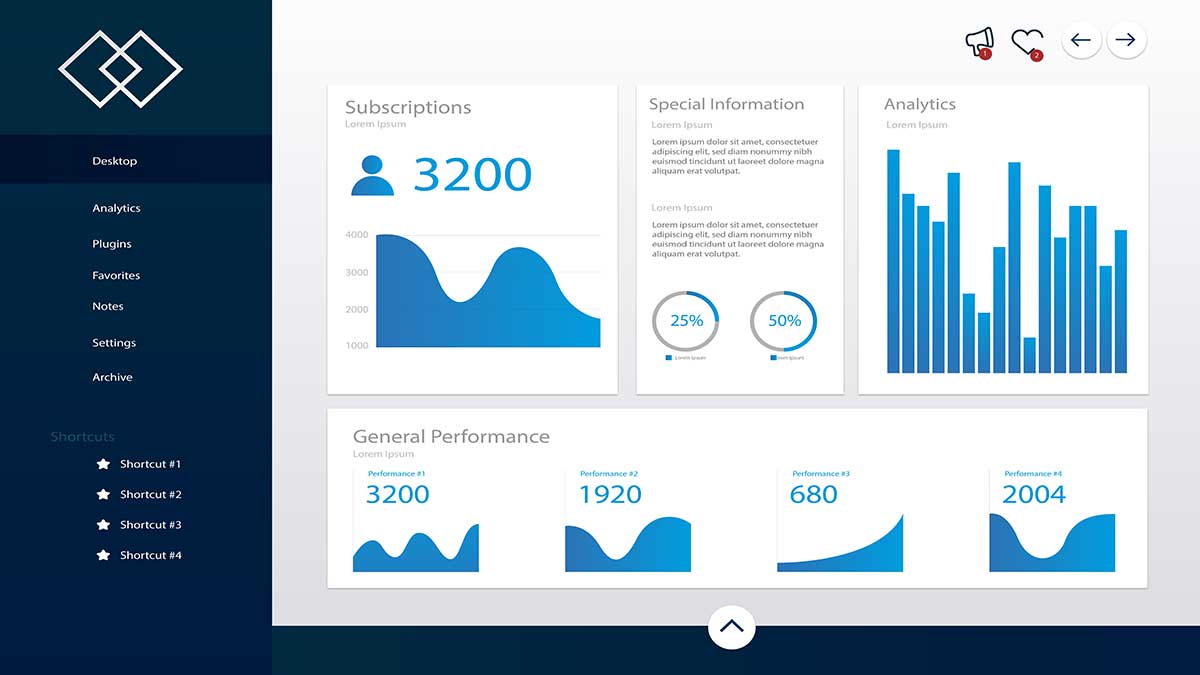 1
2
Desktop
Analytics
Plugins
Favorites
Notes
Settings
Archive
Shortcuts
Shortcut #1
Shortcut #2
Shortcut #3
Shortcut #4
Subscriptions
Lorem Ipsum
3200
4000
3000
2000
1000
Special Information
Lorem Ipsum
Lorem ipsum dolor sit amet, consectetuer
adipiscing elit, sed diam nonummy nibh
euismod tincidunt ut laoreet dolore magna
aliquam erat volutpat.
Lorem Ipsum
Lorem ipsum dolor sit amet, consectetuer
adipiscing elit, sed diam nonummy nibh
euismod tincidunt ut laoreet dolore magna
aliquam erat volutpat.
25%
50%
Lorem Ipsum
orem Ipsum
Analytics
Lorem Ipsum
General Performance
Lorem Ipsum
Performance #1
3200
Performance #2
1920
Performance #3
680
Performance #4
2004